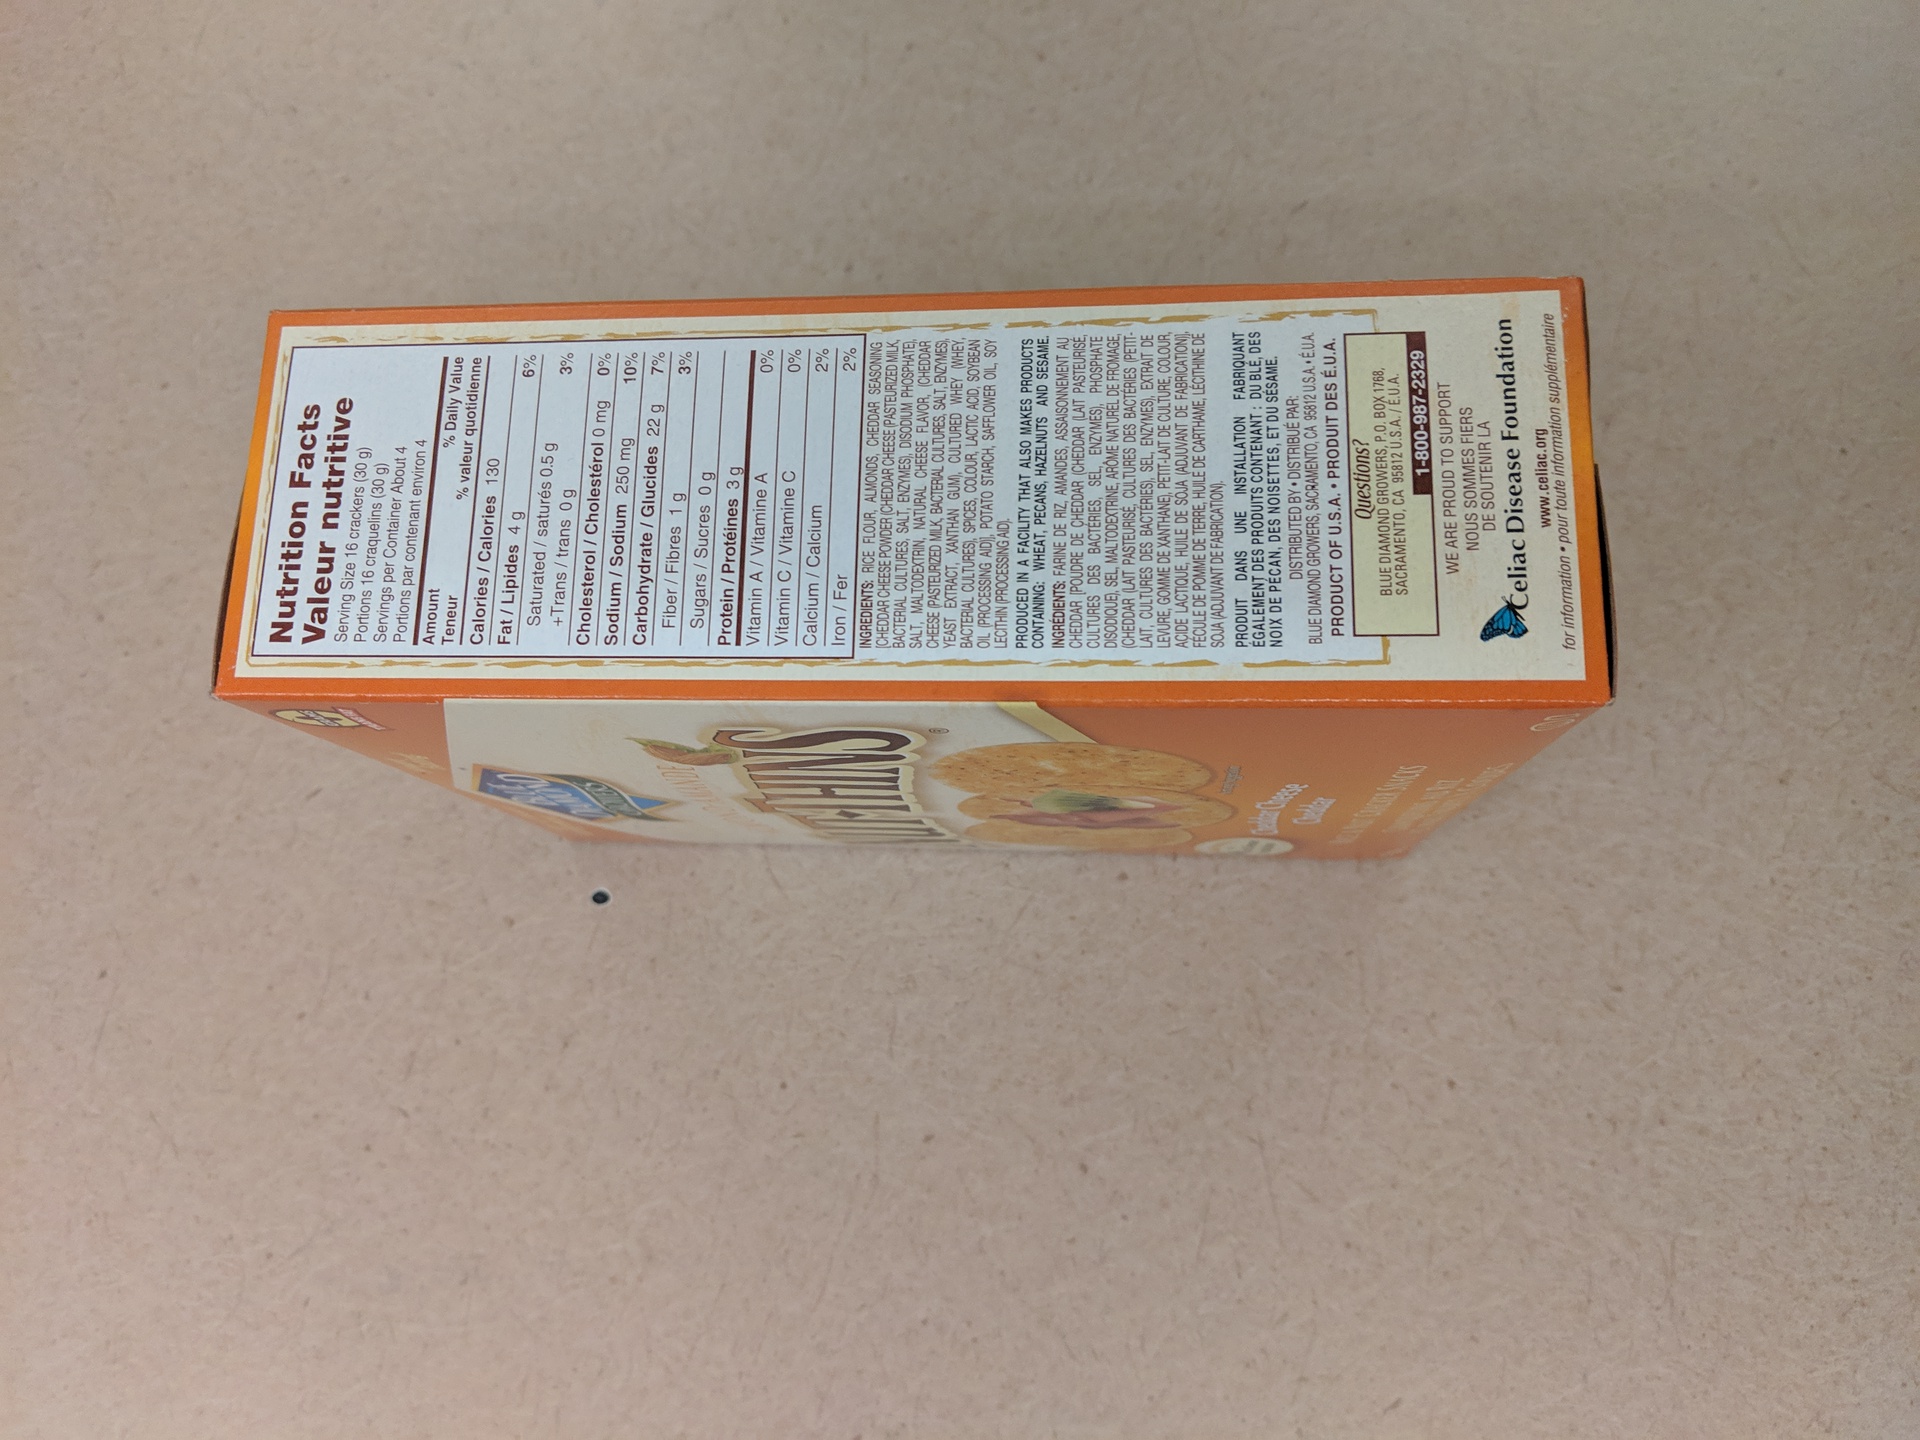 BLUE
DIAMOND
GROWERS
AMANDE
NUT-THINS
®
Cheddar Cheese
Cheddar
NUT CRACKER SNACKS
Nutrition Facts
Valeur nutritive
Serving Size 16 crackers (30 g)
Portions 16 craquelins (30 g)
Servings per Container About 4
Portions par contenant environ 4
Amount % Daily Value
Teneur % valeur quotidienne
Calories / Calories 130
Fat / Lipides 4 g 6%
Saturated / saturés 0.5 g
+Trans / trans 0 g 3%
Cholesterol / Cholestérol 0 mg 0%
Sodium / Sodium 250 mg 10%
Carbohydrate / Glucides 22 g 7%
Fiber / Fibres 1 g 3%
Sugars / Sucres 0 g
Protein / Protéines 3 g
Vitamin A / Vitamine A 0%
Vitamin C / Vitamine C 0%
Calcium / Calcium 2%
Iron / Fer 2%
INGREDIENTS: RICE FLOUR, ALMONDS, CHEDDAR SEASONING
[CHEDDAR CHEESE POWDER (CHEDDAR CHEESE (PASTEURIZED MILK,
BACTERIAL CULTURES, SALT, ENZYMES), DISODIUM PHOSPHATE),
SALT, MALTODEXTRIN, NATURAL CHEESE FLAVOR, (CHEDDAR
CHEESE (PASTEURIZED MILK, BACTERIAL CULTURES, SALT, ENZYMES),
YEAST EXTRACT, XANTHAN GUM), CULTURED WHEY (WHEY,
BACTERIAL CULTURES), SPICES, COLOUR, LACTIC ACID, SOYBEAN
OIL (PROCESSING AID)], POTATO STARCH, SAFFLOWER OIL, SOY
LECITHIN (PROCESSING AID).
PRODUCED IN A FACILITY THAT ALSO MAKES PRODUCTS
CONTAINING: WHEAT, PECANS, HAZELNUTS AND SESAME.
INGRÉDIENTS: FARINE DE RIZ, AMANDES, ASSAISONNEMENT AU
CHEDDAR [POUDRE DE CHEDDAR (CHEDDAR (LAIT PASTEURISÉ,
CULTURES DES BACTÉRIES, SEL, ENZYMES), PHOSPHATE
DISODIQUE), SEL, MALTODEXTRINE, ARÔME NATUREL DE FROMAGE,
(CHEDDAR (LAIT PASTEURISÉ, CULTURES DES BACTÉRIES (PETIT-
LAIT, CULTURES DES BACTÉRIES), SEL, ENZYMES), EXTRAIT DE
LEVURE, GOMME DE XANTHANE), PETIT-LAIT DE CULTURE, COLOUR,
ACIDE LACTIQUE, HUILE DE SOJA (ADJUVANT DE FABRICATION)],
FÉCULE DE POMME DE TERRE, HUILE DE CARTHAME, LÉCITHINE DE
SOJA (ADJUVANT DE FABRICATION).
PRODUIT DANS UNE INSTALLATION FABRIQUANT
ÉGALEMENT DES PRODUITS CONTENANT : DU BLÉ, DES
NOIX DE PÉCAN, DES NOISETTES, ET DU SÉSAME.
DISTRIBUTED BY • DISTRIBUÉ PAR:
BLUE DIAMOND GROWERS, SACRAMENTO, CA 95812 U.S.A. • É.U.A.
PRODUCT OF U.S.A. • PRODUIT DES É.U.A.
Questions?
BLUE DIAMOND GROWERS, P.O. BOX 1768,
SACRAMENTO, CA 95812 U.S.A. / É.U.A.
1-800-987-2329
WE ARE PROUD TO SUPPORT
NOUS SOMMES FIERS
DE SOUTENIR LA
Celiac Disease Foundation
www.celiac.org
for information • pour toute information supplémentaire